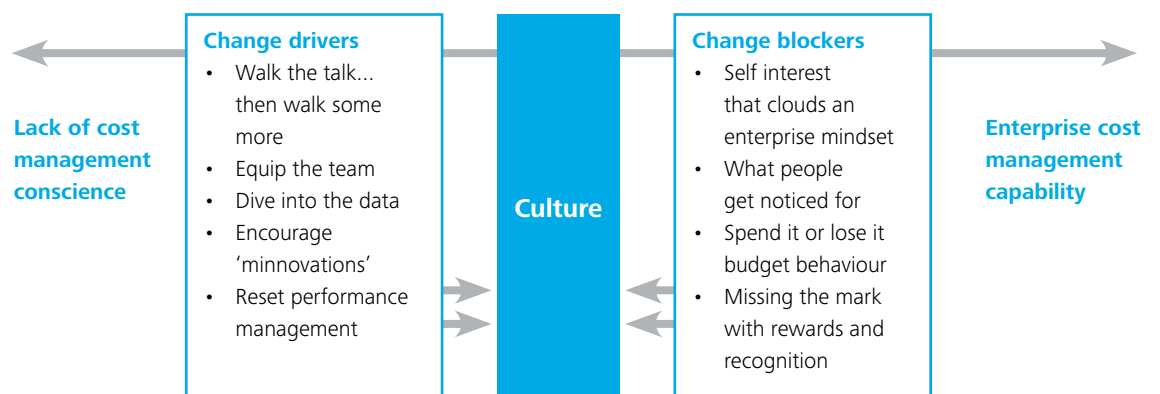 Lack of cost
management
conscience
Change drivers
• Walk the talk...
then walk some
more
• Equip the team
• Dive into the data
• Encourage
‘minnovations’
• Reset performance
management
Culture
Change blockers
• Self interest
that clouds an
enterprise mindset
• What people
get noticed for
• Spend it or lose it
budget behaviour
• Missing the mark
with rewards and
recognition
Enterprise cost
management
capability